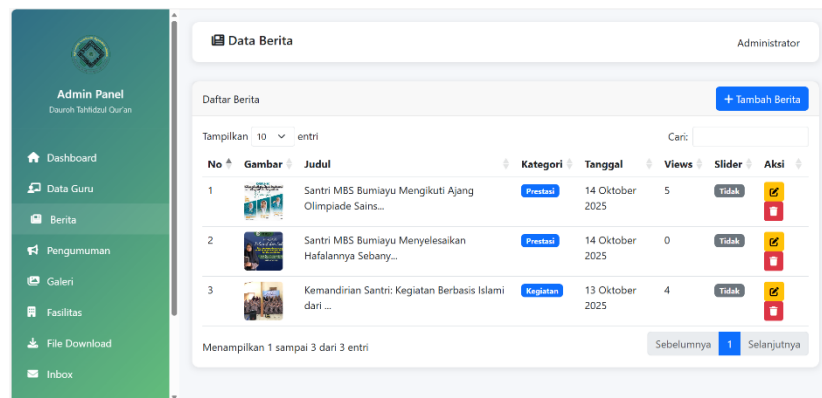 Admin Panel
Dauroh Tahfidzul Qur'an
Dashboard
Data Guru
Berita
Pengumuman
Galeri
Fasilitas
File Download
Inbox
Data Berita
Administrator
Daftar Berita
+ Tambah Berita
Tampilkan 10 entri
Cari:
No Gambar Judul Kategori Tanggal Views Slider Aksi
1 Santri MBS Bumiayu Mengikuti Ajang Prestasi 14 Oktober 5 Tidak
Olimpiade Sains... 2025
2 Santri MBS Bumiayu Menyelesaikan Prestasi 14 Oktober 0 Tidak
Hafalannya Sebany... 2025
3 Kemandirian Santri: Kegiatan Berbasis Islami Kegiatan 13 Oktober 4 Tidak
dari ... 2025
Menampilkan 1 sampai 3 dari 3 entri
Sebelumnya 1 Selanjutnya